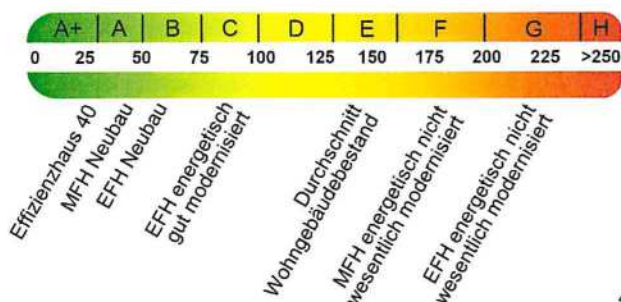 A+ A B C D E F G H
0 25 50 75 100 125 150 175 200 225 >250
Effizienzhaus 40
MFH Neubau
EFH Neubau
EFH energetisch
gut modernisiert
Durchschnitt
Wohngebäudebestand
MFH energetisch nicht
wesentlich modernisiert
EFH energetisch nicht
wesentlich modernisiert